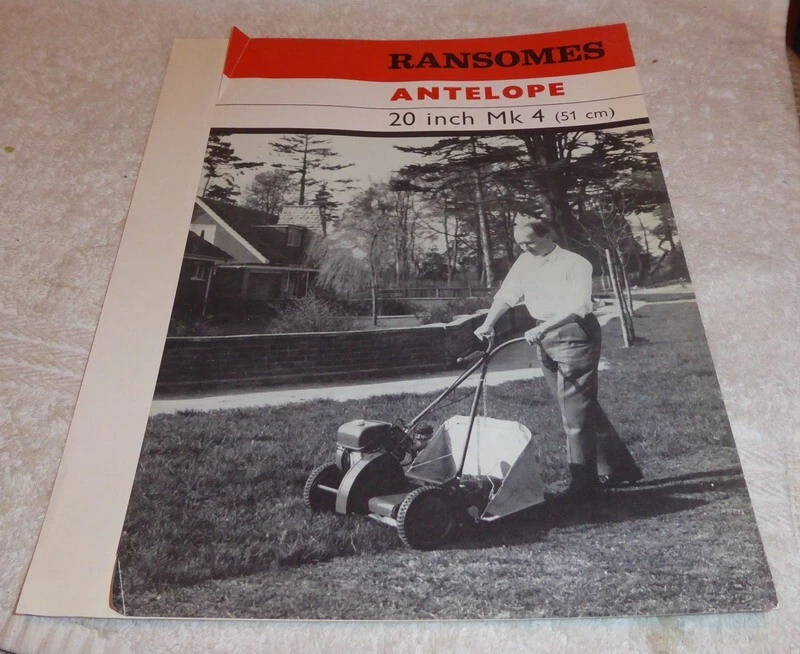 RANSOMES
ANTELOPE
20 inch Mk 4 (51 cm)